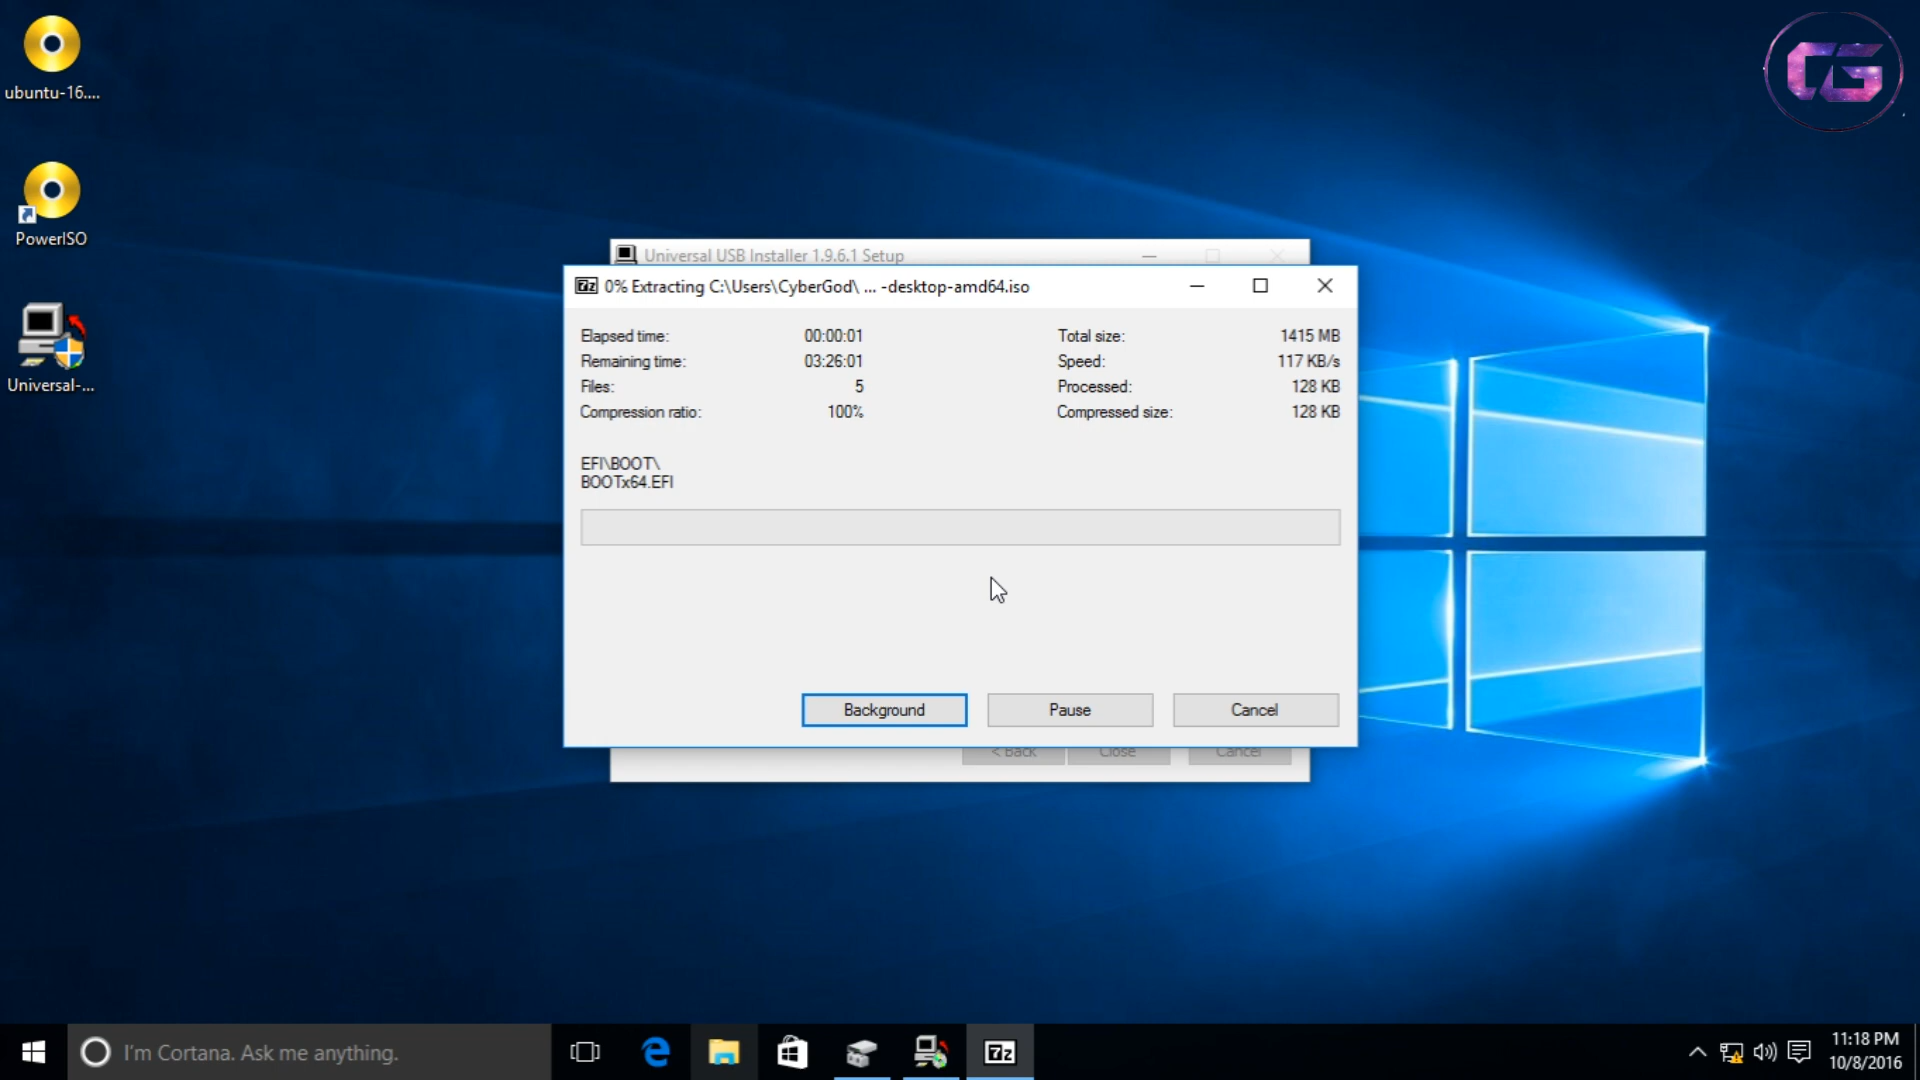 ubuntu-16....
PowerISO
Universal-...
CG
Universal USB Installer 1.9.6.1 Setup
7z 0% Extracting C:\Users\CyberGod\ ... -desktop-amd64.iso
Elapsed time: 00:00:01 Total size: 1415 MB
Remaining time: 03:26:01 Speed: 117 KB/s
Files: 5 Processed: 128 KB
Compression ratio: 100% Compressed size: 128 KB
EFI\BOOT\
BOOTx64.EFI
Background Pause Cancel
< Back Close Cancel
I'm Cortana. Ask me anything.
7z
11:18 PM
10/8/2016